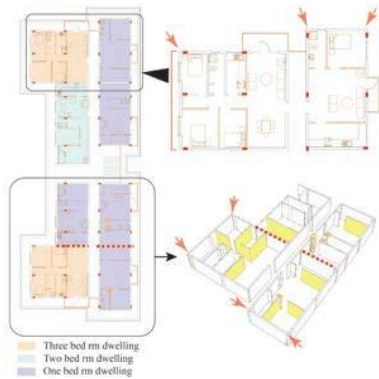 Three bed rm dwelling
Two bed rm dwelling
One bed rm dwelling